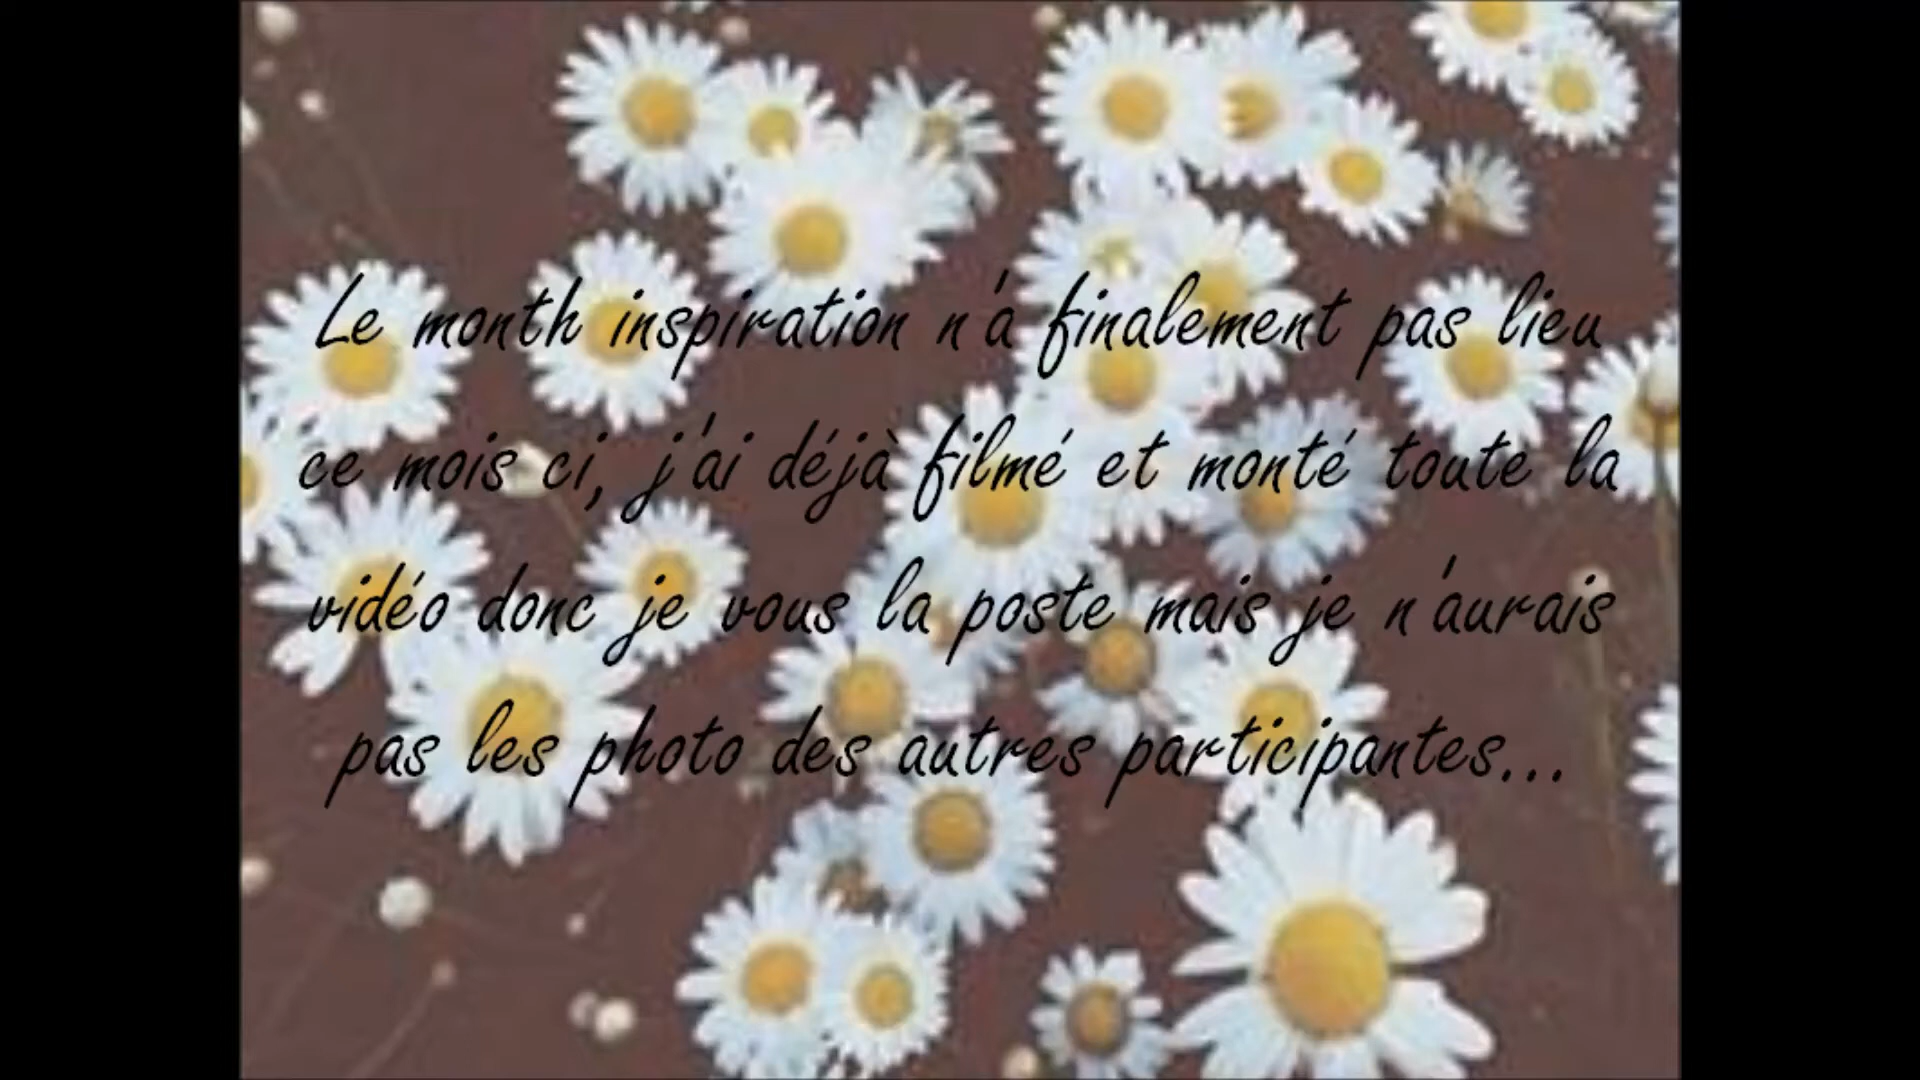 Le month inspiration n'a finalement pas lieu
ce mois ci, j'ai déjà filmé et monté toute la
vidéo donc je vous la poste mais je n'aurais
pas les photo des autres participantes...